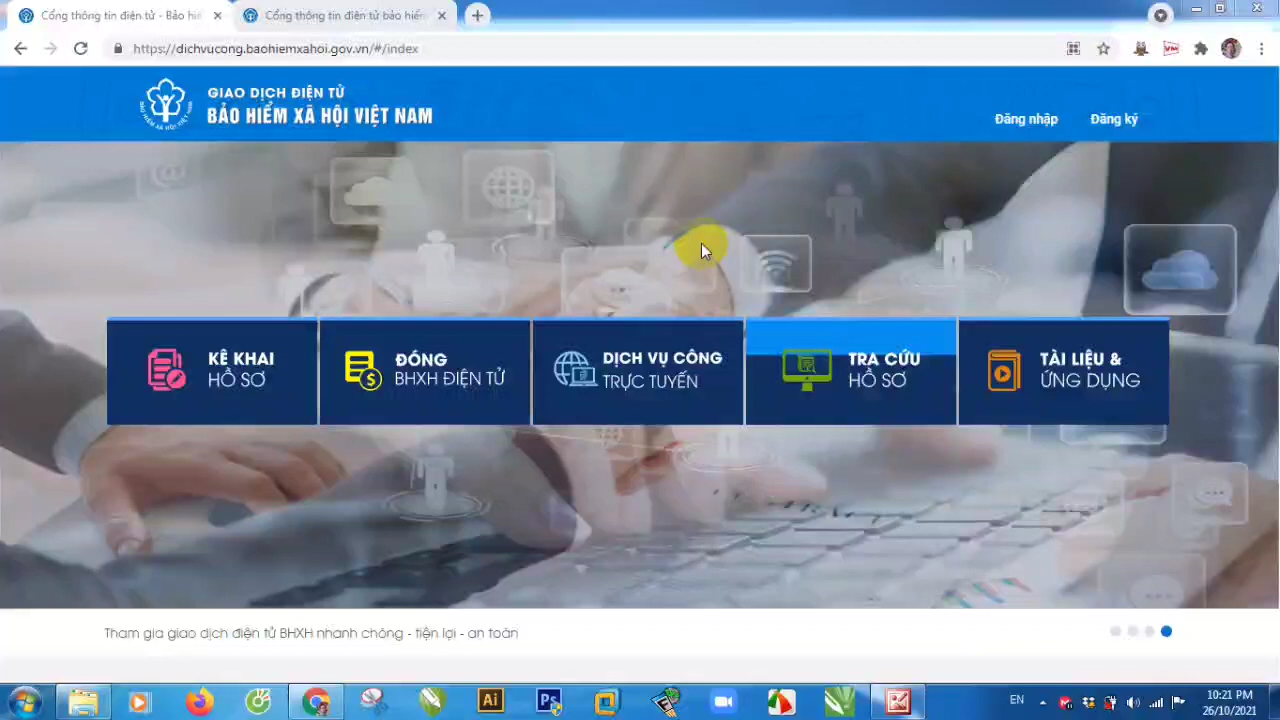 Cổng thông tin điện tử - Bảo hi
Cổng thông tin điện tử bảo hiểm
https://dichvucong.baohiemxahoi.gov.vn/#/index
GIAO DỊCH ĐIỆN TỬ
BẢO HIỂM XÃ HỘI VIỆT NAM
Đăng nhập
Đăng ký
KÊ KHAI
HỒ SƠ
ĐÓNG
BHXH ĐIỆN TỬ
DỊCH VỤ CÔNG
TRỰC TUYẾN
TRA CỨU
HỒ SƠ
TÀI LIỆU &
ỨNG DỤNG
Tham gia giao dịch điện tử BHXH nhanh chóng - tiện lợi - an toàn
Ai
Ps
EN
10:21 PM
26/10/2021